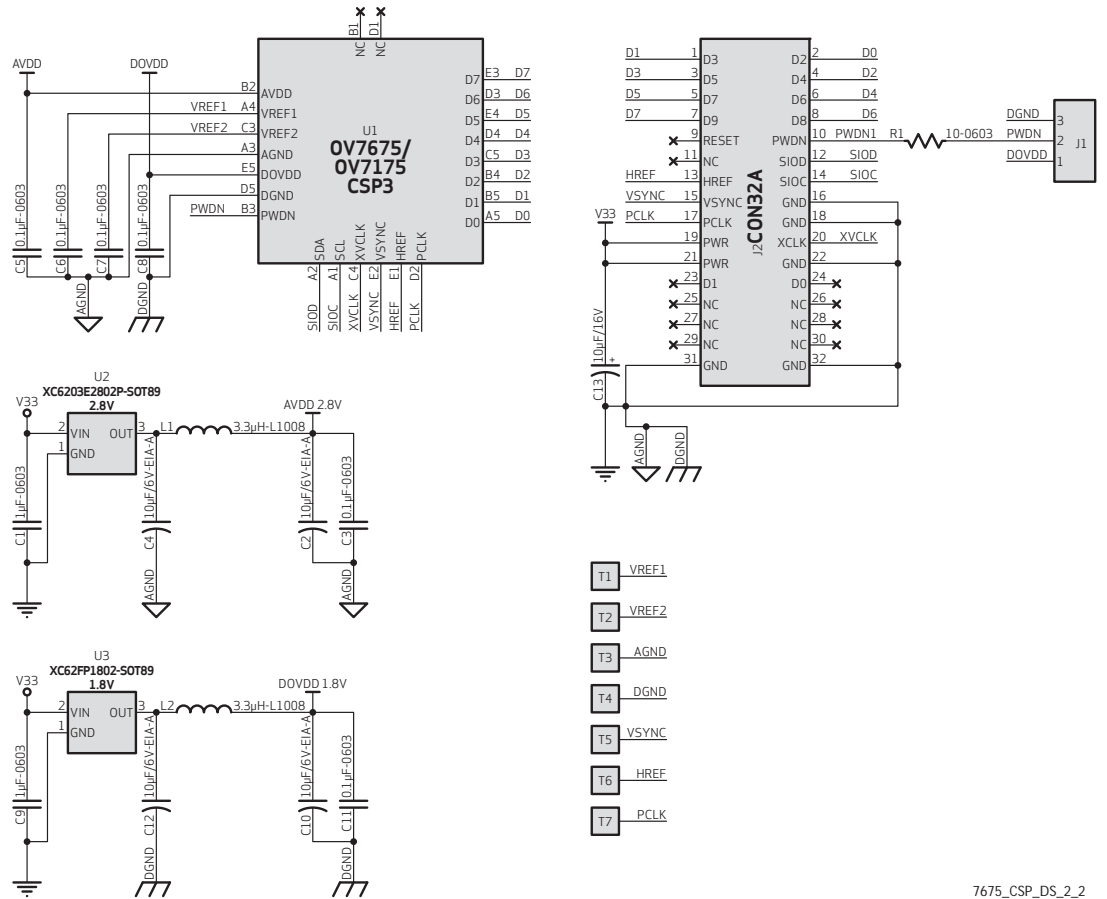 AVDD
DOVDD
B1
D1
NC
NC
B2 AVDD
VREF1 A4 VREF1
VREF2 C3 VREF2
A3 AGND
E5 DOVDD
D5 DGND
PWDN B3 PWDN
U1
OV7675/
OV7175
CSP3
D7 E3 D7
D6 D3 D6
D5 E4 D5
D4 D4 D4
D3 C5 D3
D2 B4 D2
D1 B5 D1
D0 A5 D0
SDA
SCL
XVCLK
VSYNC
HREF
PCLK
A2
A1
C4
E2
E1
D2
SIOD
SIOC
XVCLK
VSYNC
HREF
PCLK
C5 0.1µF-0603
C6 0.1µF-0603
C7 0.1µF-0603
C8 0.1µF-0603
AGND
DGND
D1 1 D3
D3 3 D5
D5 5 D7
D7 7 D9
9 RESET
11 NC
HREF 13 HREF
VSYNC 15 VSYNC
PCLK 17 PCLK
19 PWR
21 PWR
23 D1
25 NC
27 NC
29 NC
31 GND
J2
CON32A
D2 2 D0
D4 4 D2
D6 6 D4
D8 8 D6
PWDN 10 PWDN1 R1 10-0603
SIOD 12 SIOD
SIOC 14 SIOC
GND 16
GND 18
XCLK 20 XVCLK
GND 22
D0 24
NC 26
NC 28
NC 30
GND 32
DGND 3
PWDN 2
DOVDD 1
J1
V33
C13 10µF/16V
+
AGND
DGND
U2
XC6203E2802P-SOT89
2.8V
V33
2 VIN
1 GND
OUT 3
L1 3.3µH-L1008
AVDD 2.8V
C1 1µF-0603
C4 10µF/6V-EIA-A
C2 10µF/6V-EIA-A
C3 0.1µF-0603
AGND
AGND
U3
XC62FP1802-SOT89
1.8V
V33
2 VIN
1 GND
OUT 3
L2 3.3µH-L1008
DOVDD 1.8V
C9 1µF-0603
C12 10µF/6V-EIA-A
C10 10µF/6V-EIA-A
C11 0.1µF-0603
DGND
DGND
T1 VREF1
T2 VREF2
T3 AGND
T4 DGND
T5 VSYNC
T6 HREF
T7 PCLK
7675_CSP_DS_2_2